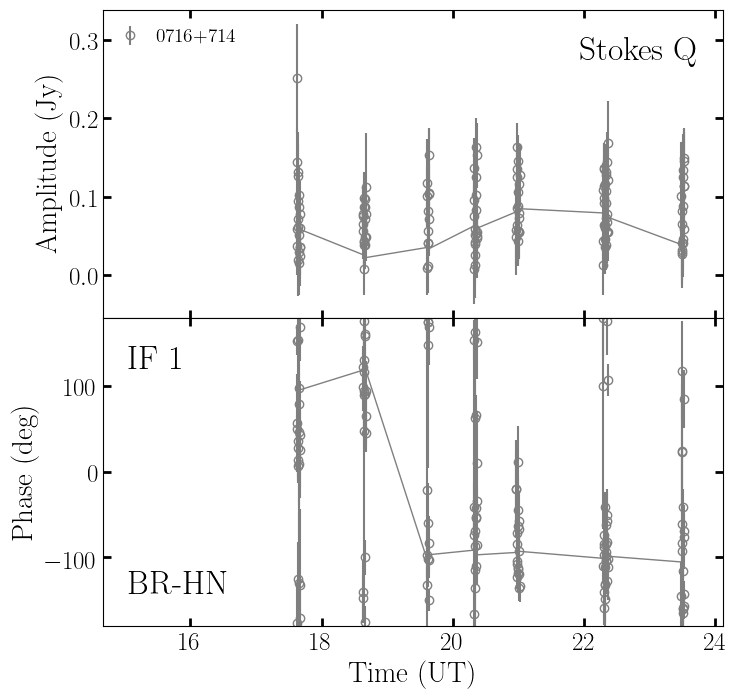 0716+714
Stokes Q
0.3
0.2
0.1
0.0
Amplitude (Jy)
IF 1
100
0
−100
Phase (deg)
BR-HN
16 18 20 22 24
Time (UT)